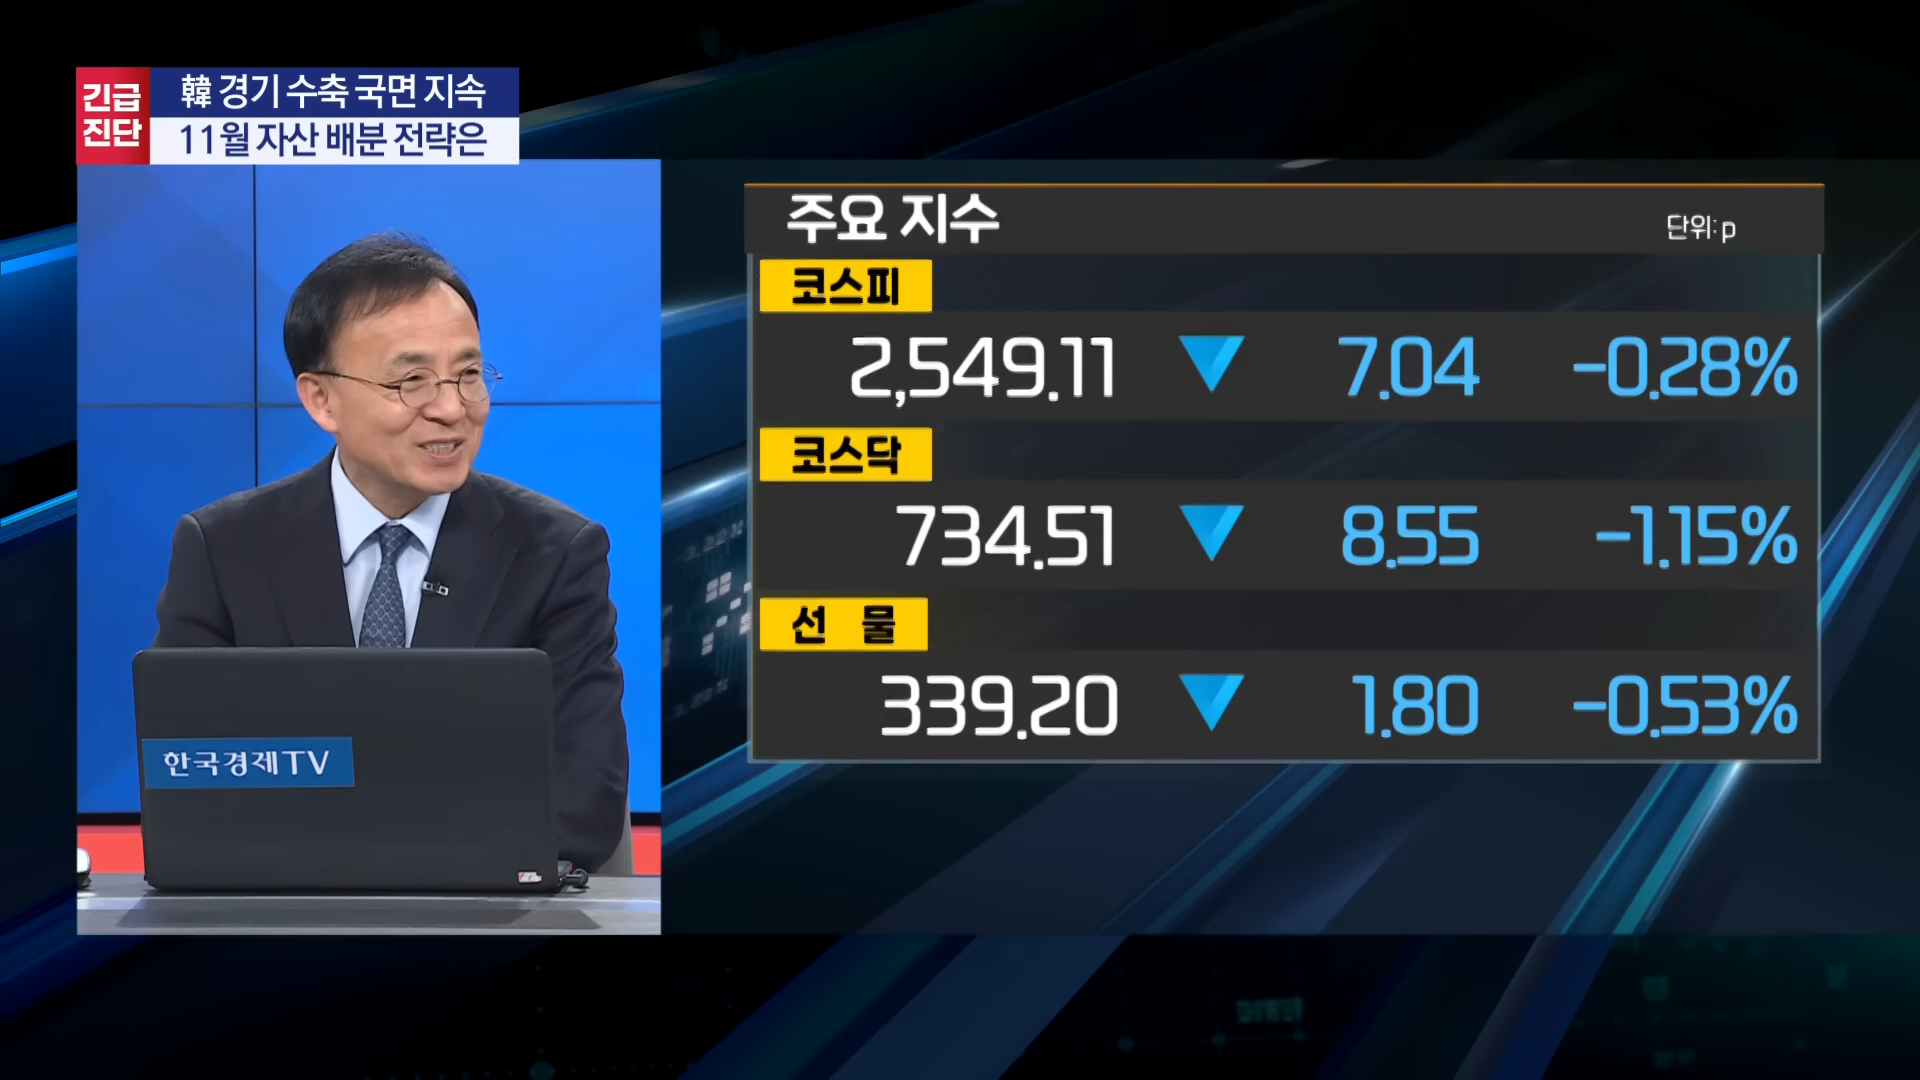 긴급
진단
韓 경기 수축 국면 지속
11월 자산 배분 전략은
주요 지수
단위:p
코스피
2,549.11 ▼ 7.04 -0.28%
코스닥
734.51 ▼ 8.55 -1.15%
선 물
339.20 ▼ 1.80 -0.53%
한국경제TV